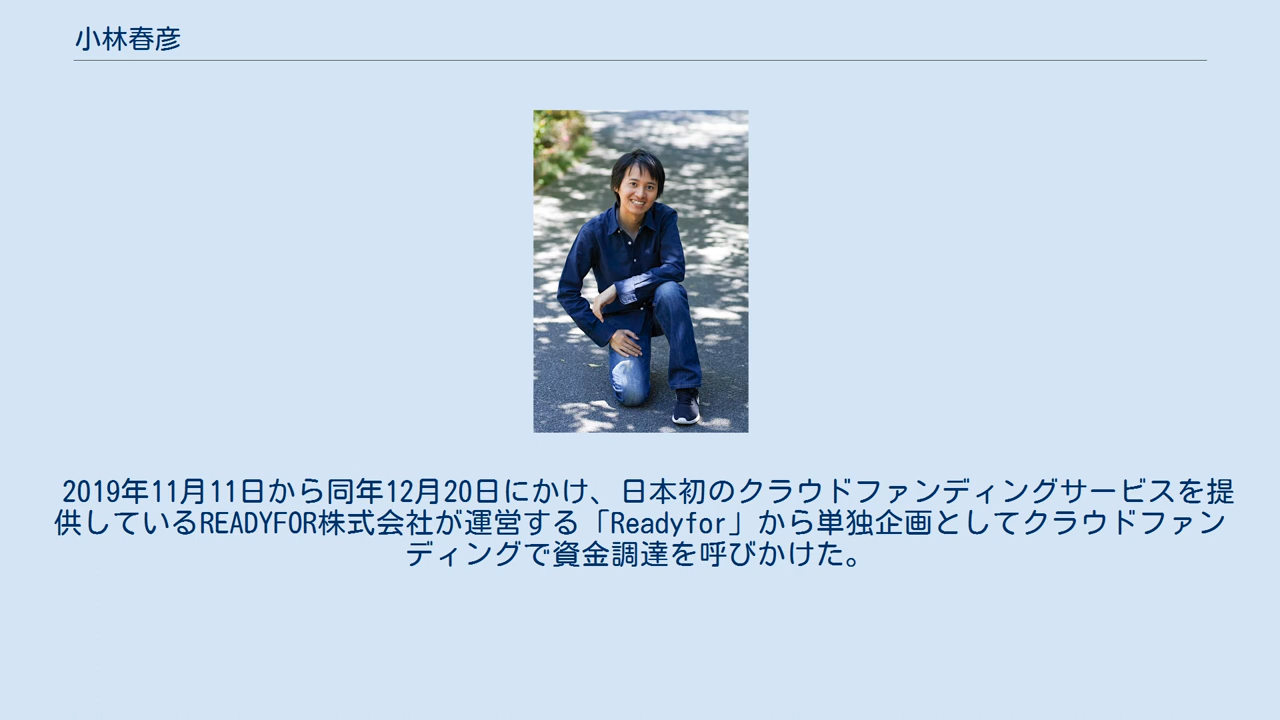 小林春彦
2019年11月11日から同年12月20日にかけ、日本初のクラウドファンディングサービスを提
供しているREADYFOR株式会社が運営する「Readyfor」から単独企画としてクラウドファン
ディングで資金調達を呼びかけた。